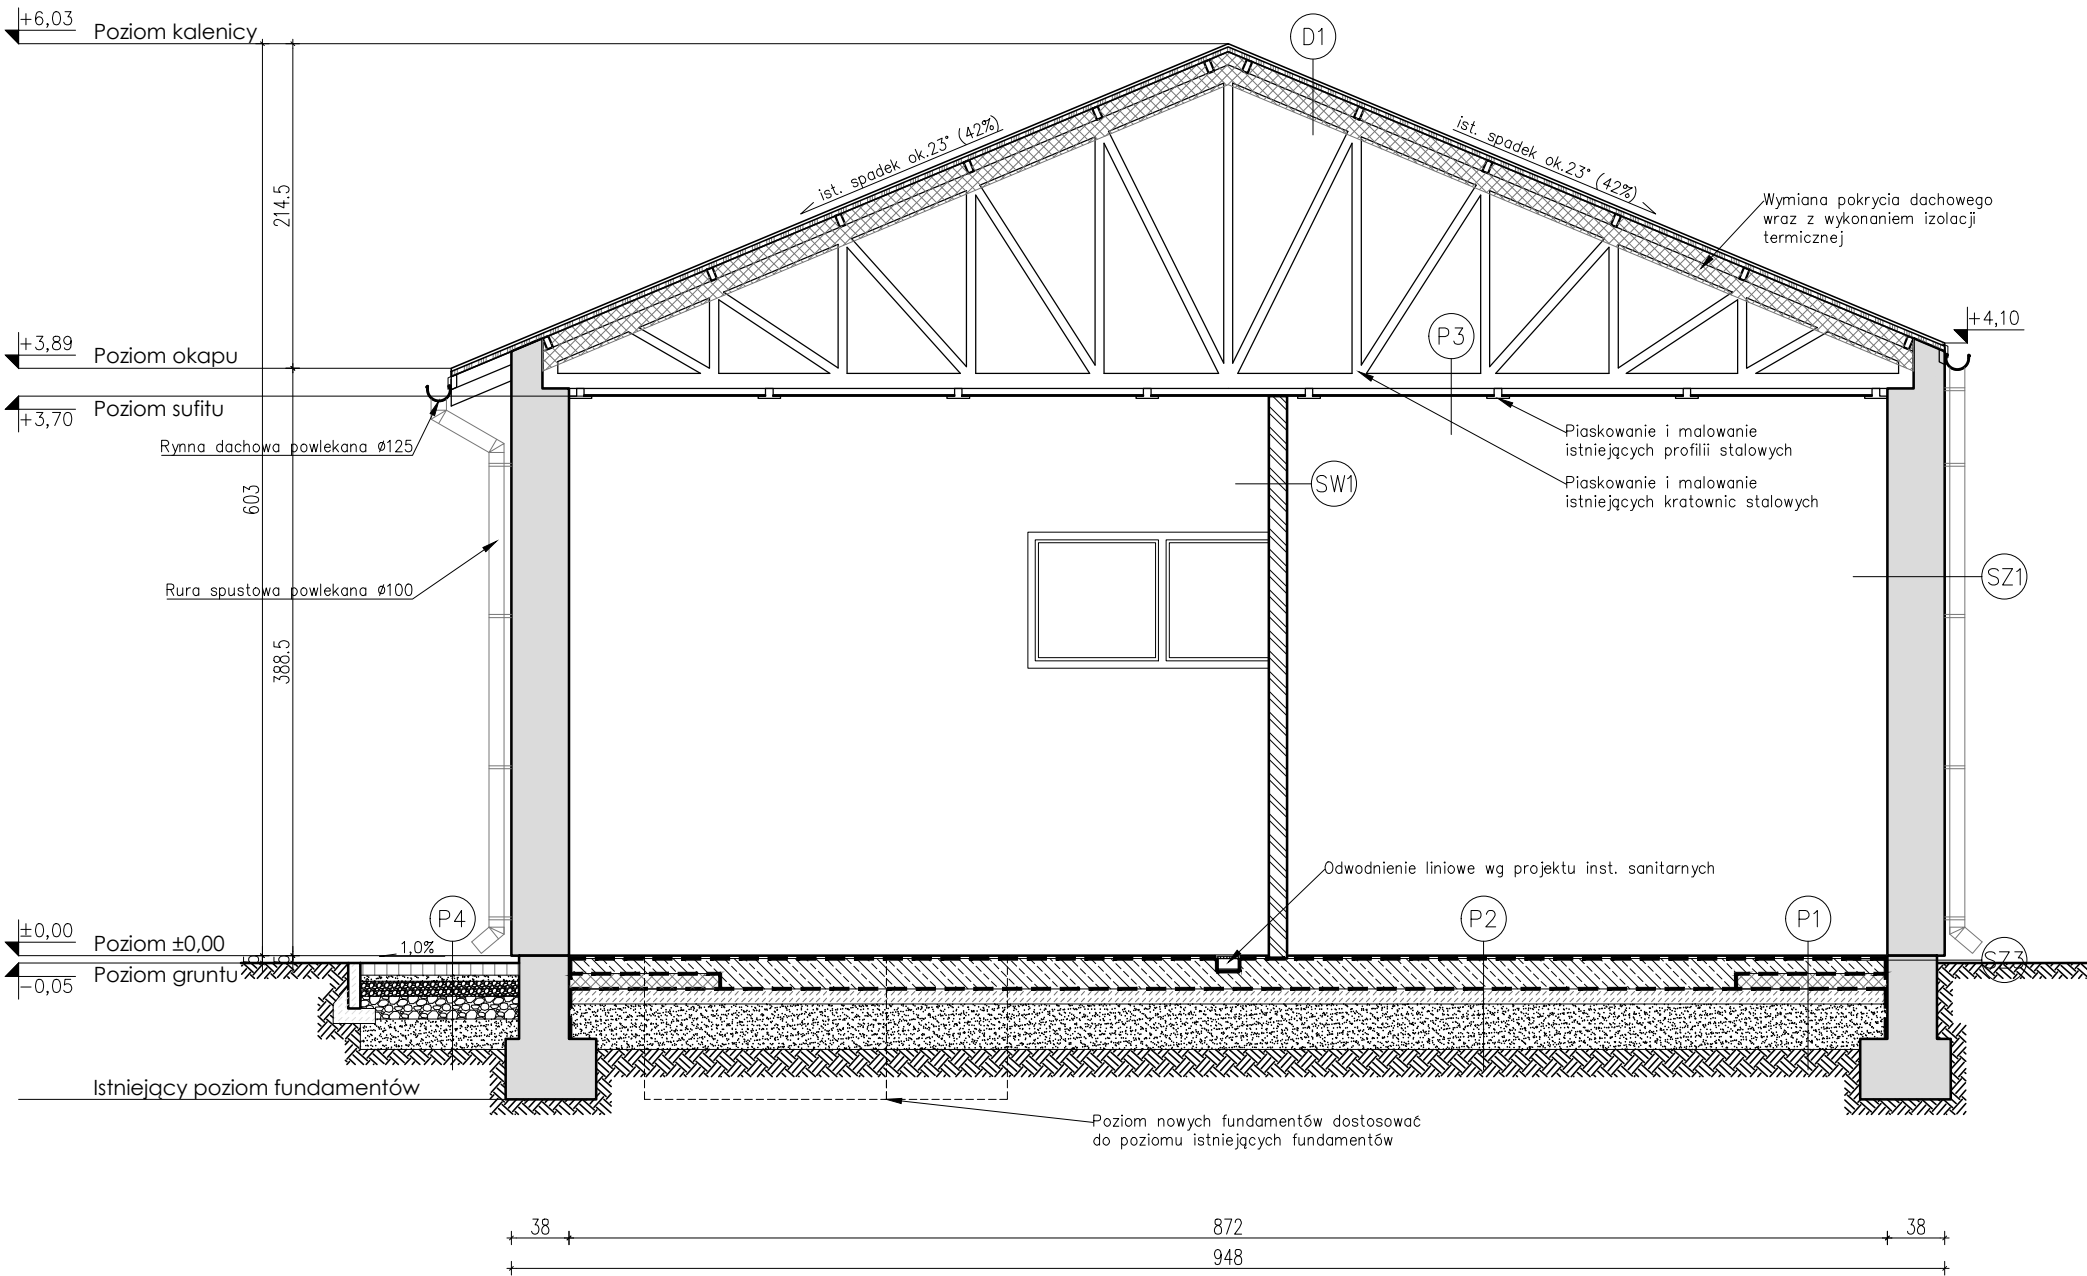 +6,03
Poziom kalenicy
D1
ist. spadek ok.23° (42%)
ist. spadek ok.23° (42%)
214.5
Wymiana pokrycia dachowego
wraz z wykonaniem izolacji
termicznej
+3,89
Poziom okapu
P3
+4,10
Poziom sufitu
+3,70
Rynna dachowa powlekana ø125
Piaskowanie i malowanie
istniejących profilii stalowych
603
SW1
Piaskowanie i malowanie
istniejących kratownic stalowych
Rura spustowa powlekana ø100
SZ1
388.5
Odwodnienie liniowe wg projektu inst. sanitarnych
P4
P2
P1
±0,00
Poziom ±0,00
1,0%
SZ3
Poziom gruntu
-0,05
Istniejący poziom fundamentów
Poziom nowych fundamentów dostosować
do poziomu istniejących fundamentów
38
872
38
948